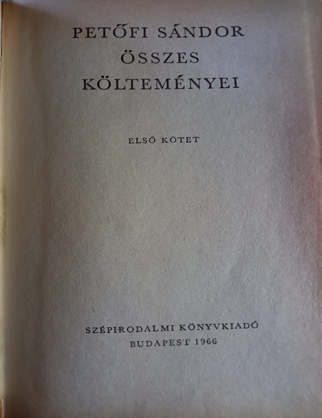 PETŐFI SÁNDOR
ÖSSZES
KÖLTEMÉNYEI
ELSŐ KÖTET
SZÉPIRODALMI KÖNYVKIADÓ
BUDAPEST 1966